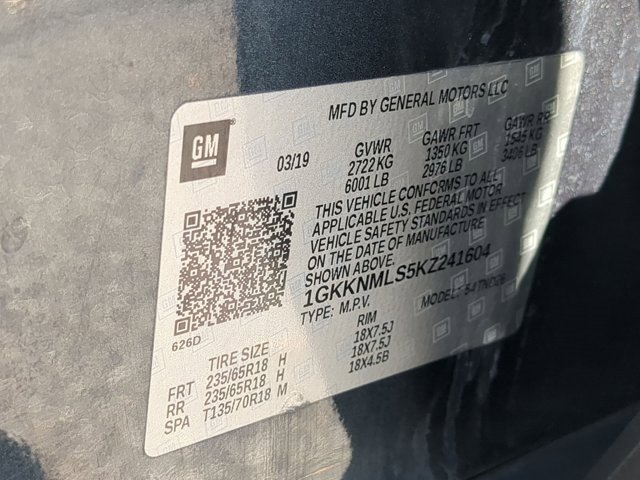 MFD BY GENERAL MOTORS LLC
GM
03/19
GVWR GAWR FRT GAWR RR
2722 KG 1350 KG 1545 KG
6001 LB 2976 LB 3406 LB
THIS VEHICLE CONFORMS TO ALL
APPLICABLE U.S. FEDERAL MOTOR
VEHICLE SAFETY STANDARDS IN EFFECT
ON THE DATE OF MANUFACTURE
SHOWN ABOVE.
1GKKNMLS5KZ241604
TYPE: M.P.V. MODEL:
626D
TIRE SIZE RIM
FRT 235/65R18 H 18X7.5J
RR 235/65R18 H 18X7.5J
SPA T135/70R18 M 18X4.5B